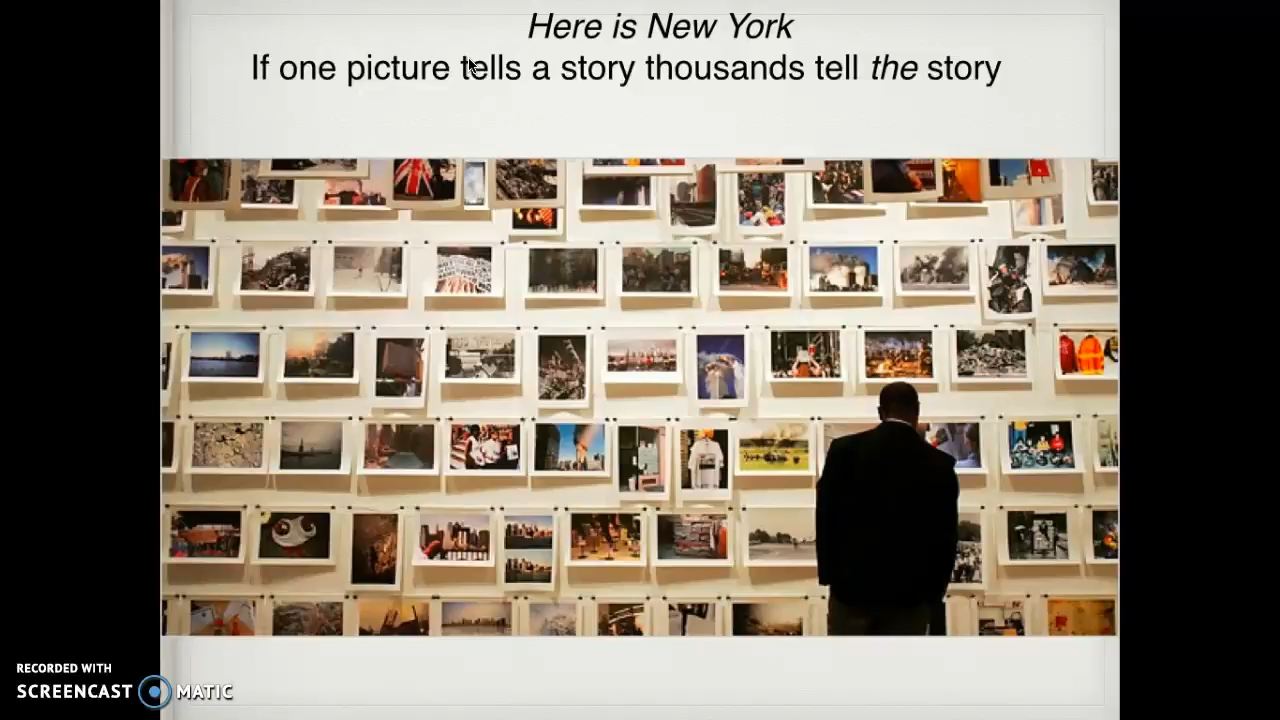 Here is New York
If one picture tells a story thousands tell the story
RECORDED WITH
SCREENCAST MATIC